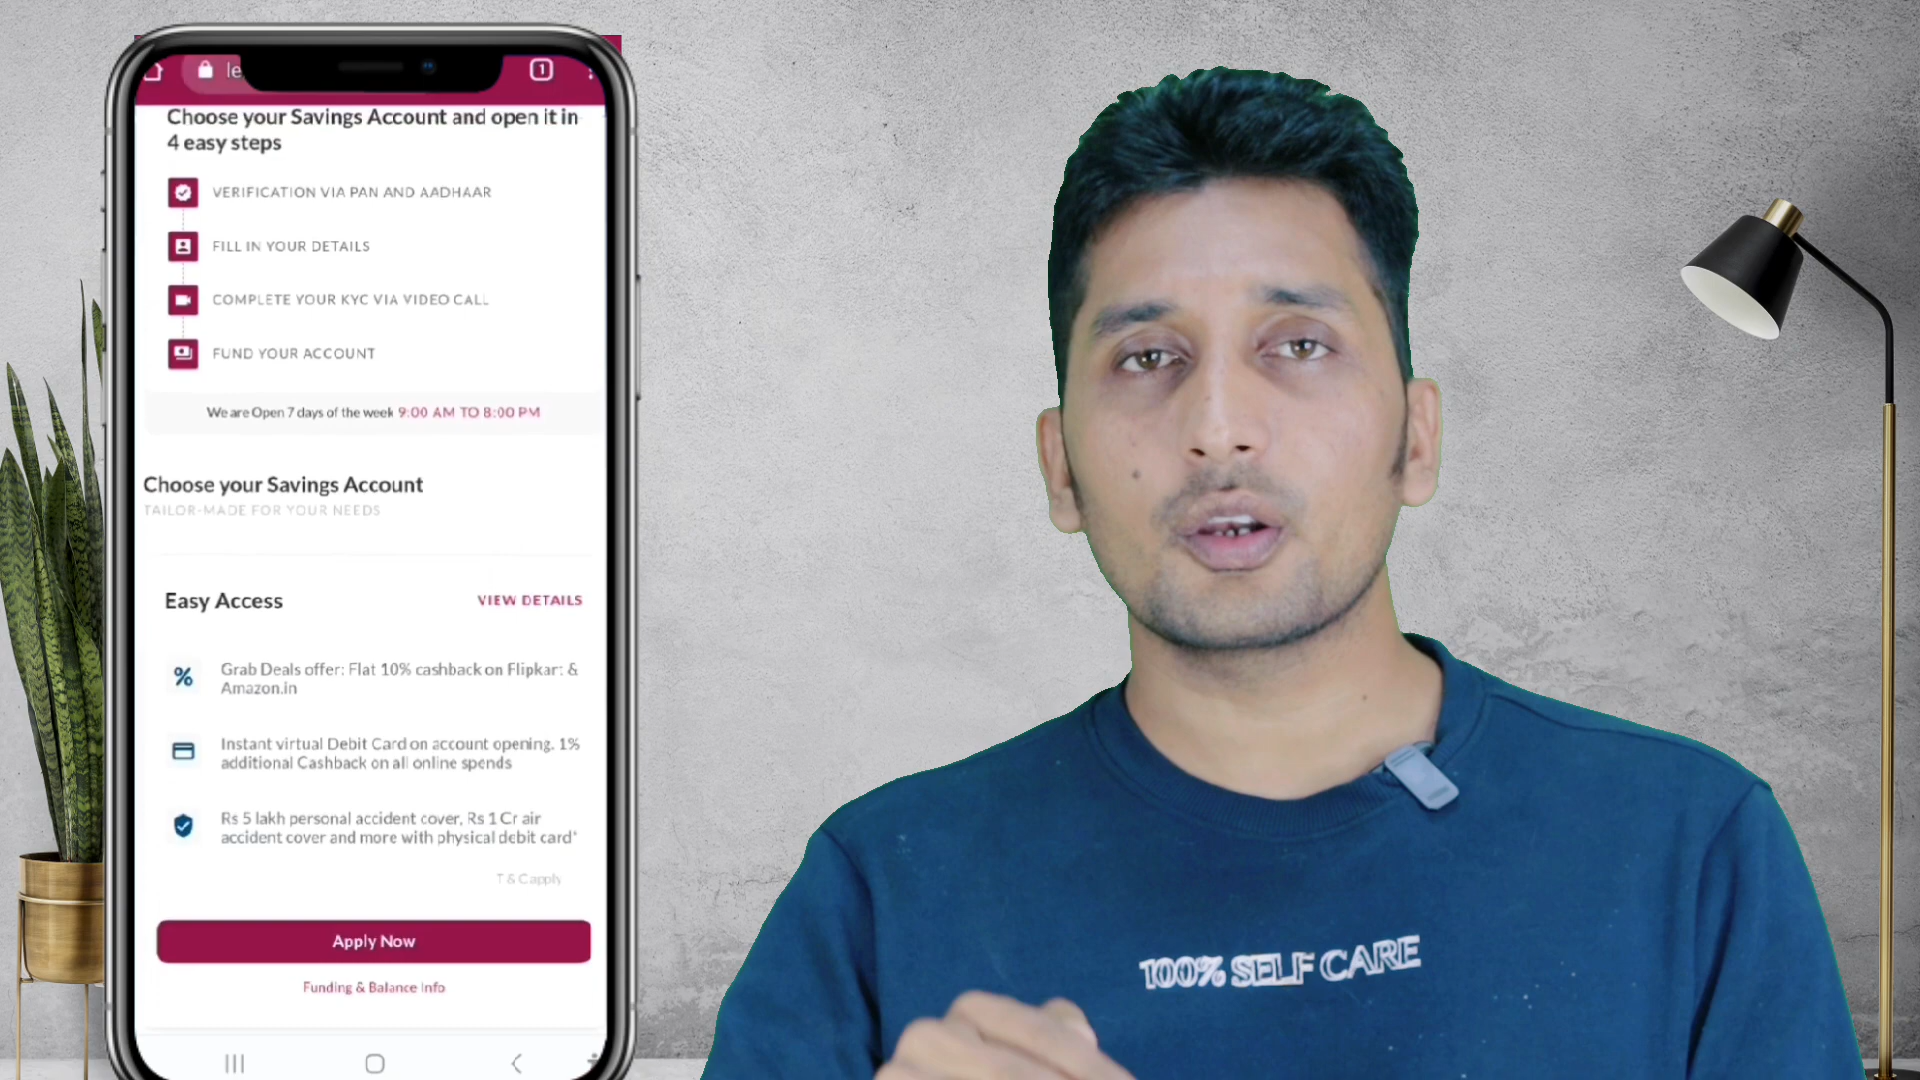 le
1
Choose your Savings Account and open it in
4 easy steps
VERIFICATION VIA PAN AND AADHAAR
FILL IN YOUR DETAILS
COMPLETE YOUR KYC VIA VIDEO CALL
FUND YOUR ACCOUNT
We are Open 7 days of the week 9:00 AM TO 8:00 PM
Choose your Savings Account
TAILOR-MADE FOR YOUR NEEDS
Easy Access
VIEW DETAILS
% Grab Deals offer: Flat 10% cashback on Flipkart &
Amazon.in
Instant virtual Debit Card on account opening. 1%
additional Cashback on all online spends
Rs 5 lakh personal accident cover, Rs 1 Cr air
accident cover and more with physical debit card*
T & C apply
Apply Now
Funding & Balance Info
100% SELF CARE